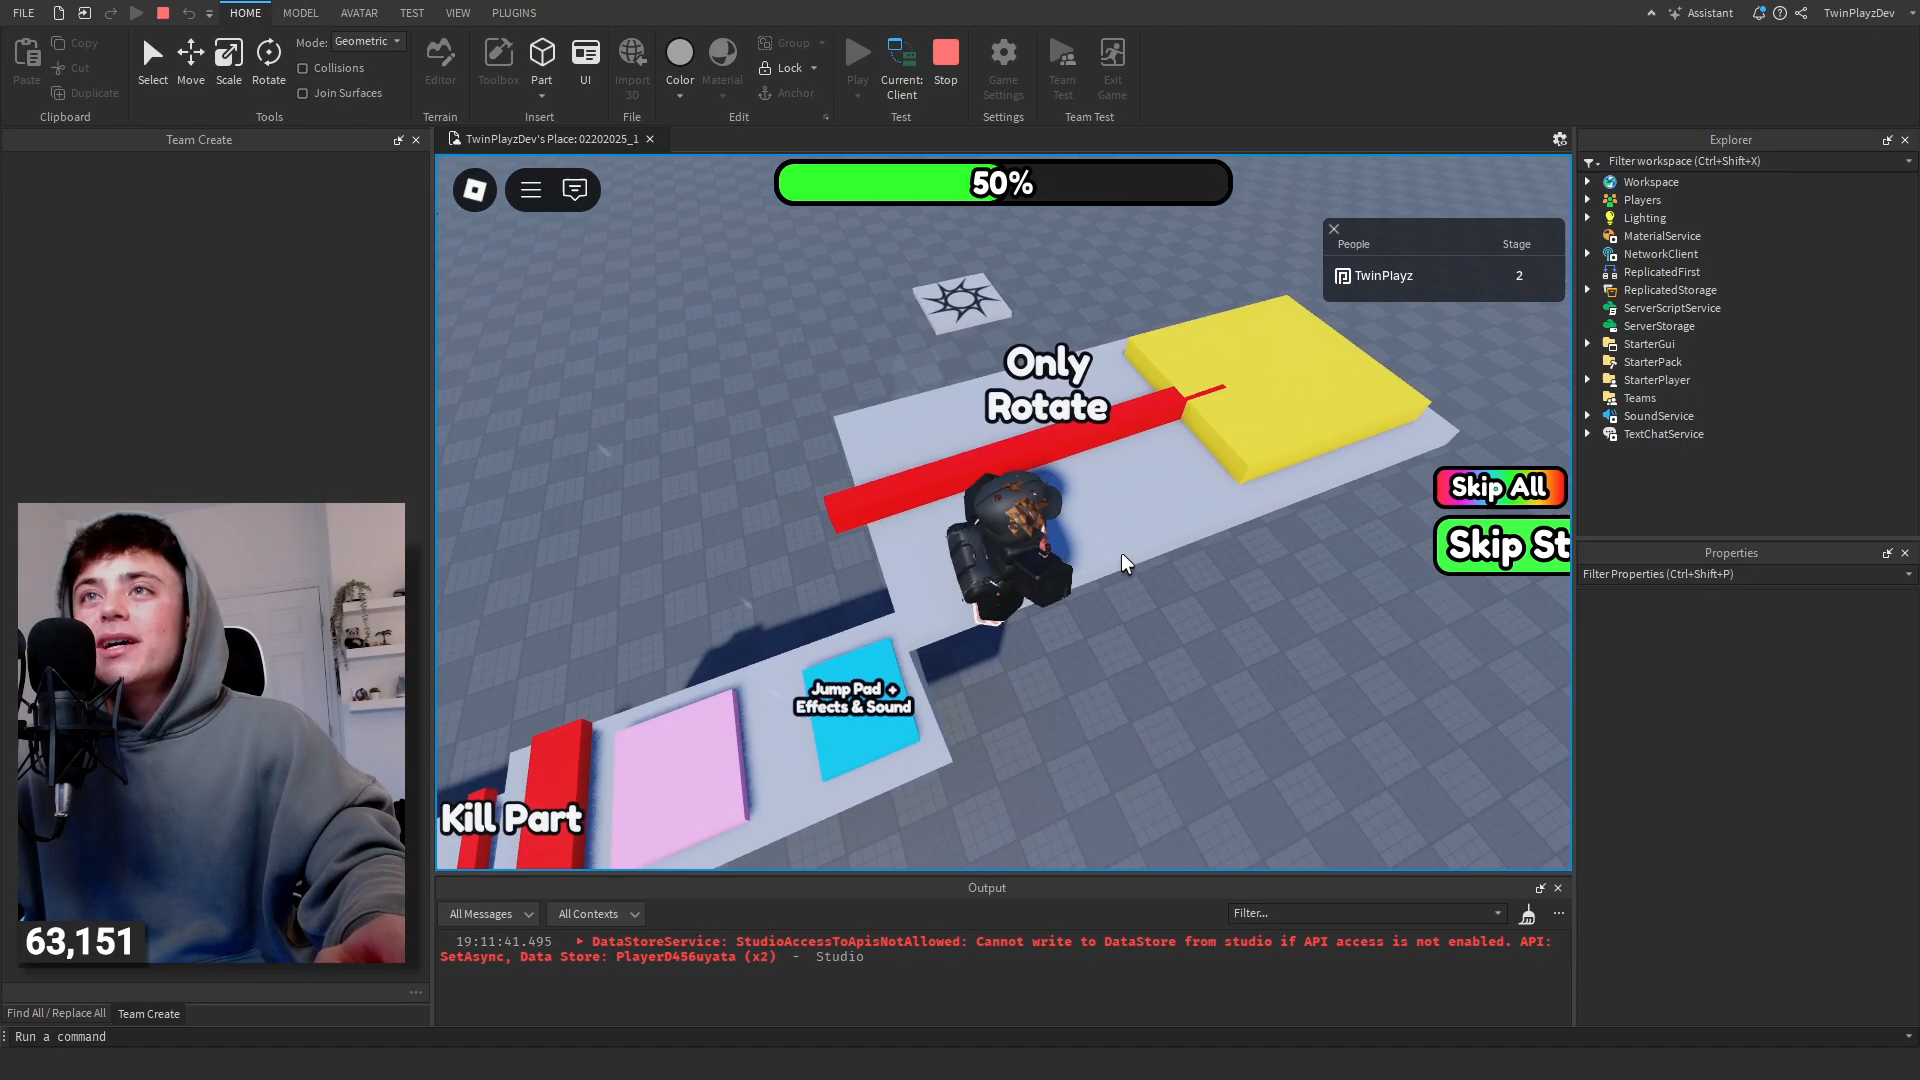 FILE
HOME
MODEL
AVATAR
TEST
VIEW
PLUGINS
Assistant
TwinPlayzDev
Paste
Copy
Cut
Duplicate
Clipboard
Select
Move
Scale
Rotate
Mode:
Geometric
Collisions
Join Surfaces
Tools
Editor
Terrain
Toolbox
Part
UI
Insert
Import
3D
File
Color
Material
Group
Lock
Anchor
Edit
Play
Current:
Client
Stop
Test
Game
Settings
Settings
Team
Test
Exit
Game
Team Test
Team Create
TwinPlayzDev's Place: 02202025_1
50%
People
Stage
TwinPlayz
2
Only
Rotate
Skip All
Skip St
Jump Pad +
Effects & Sound
Kill Part
63,151
Explorer
Filter workspace (Ctrl+Shift+X)
Workspace
Players
Lighting
MaterialService
NetworkClient
ReplicatedFirst
ReplicatedStorage
ServerScriptService
ServerStorage
StarterGui
StarterPack
StarterPlayer
Teams
SoundService
TextChatService
Properties
Filter Properties (Ctrl+Shift+P)
Output
All Messages
All Contexts
Filter...
19:11:41.495 DataStoreService: StudioAccessToApisNotAllowed: Cannot write to DataStore from studio if API access is not enabled. API:
SetAsync, Data Store: PlayerD456uyata (x2) - Studio
Find All / Replace All
Team Create
Run a command